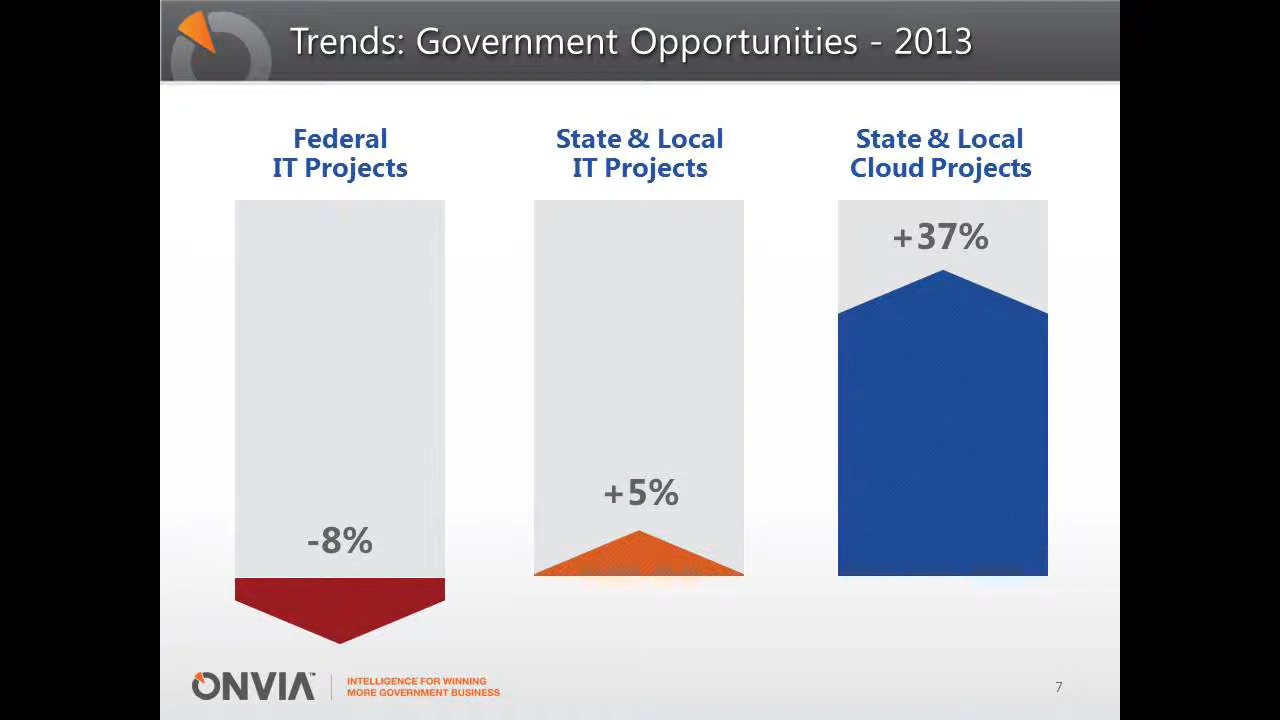 Trends: Government Opportunities - 2013
Federal
IT Projects
State & Local
IT Projects
State & Local
Cloud Projects
-8%
+5%
+37%
ONVIA™
INTELLIGENCE FOR WINNING
MORE GOVERNMENT BUSINESS
7